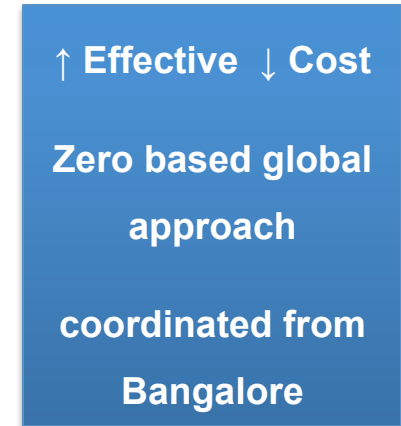 ↑ Effective ↓ Cost
Zero based global
approach
coordinated from
Bangalore